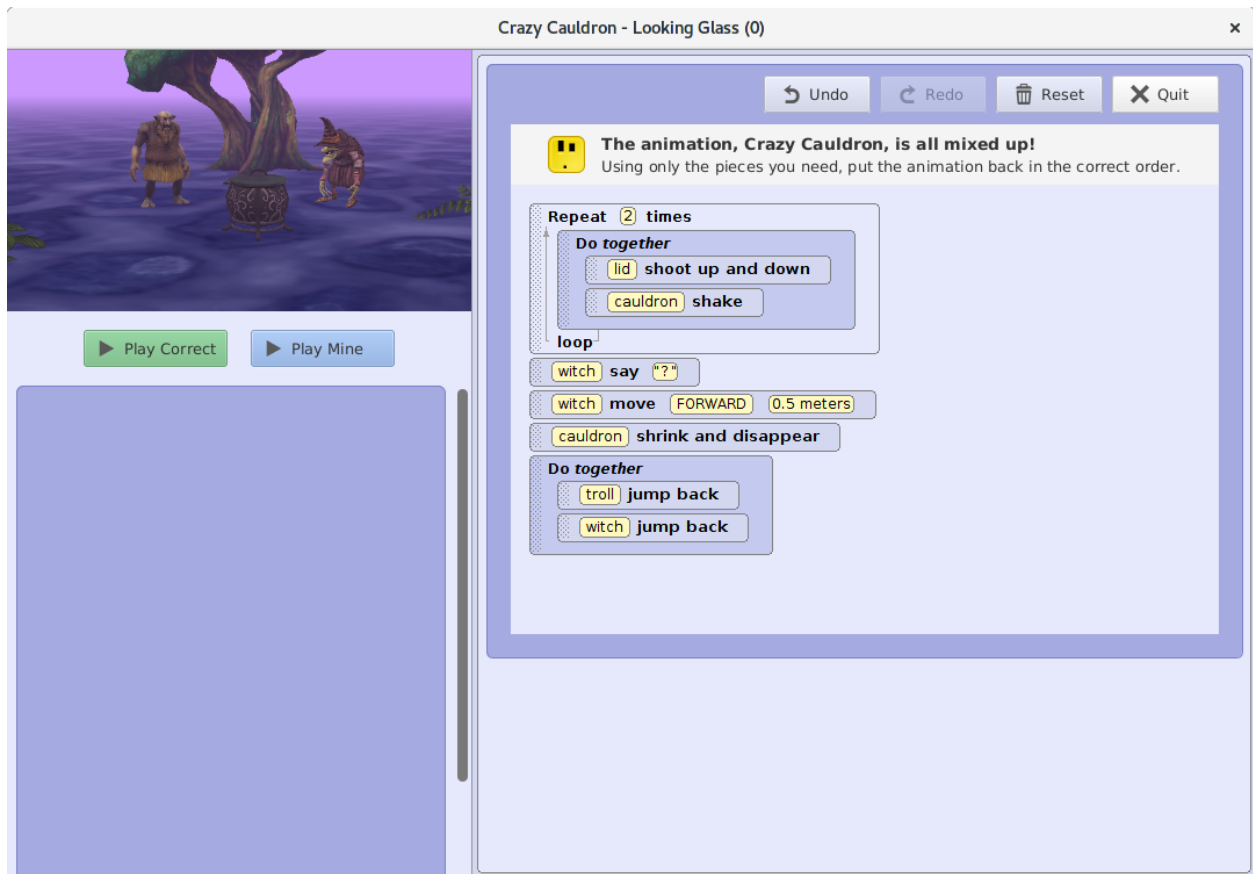 Crazy Cauldron - Looking Glass (0)
Undo
Redo
Reset
Quit
The animation, Crazy Cauldron, is all mixed up!
Using only the pieces you need, put the animation back in the correct order.
Repeat 2 times
Do together
lid shoot up and down
cauldron shake
loop
witch say "?"
witch move FORWARD 0.5 meters
cauldron shrink and disappear
Do together
troll jump back
witch jump back
Play Correct
Play Mine